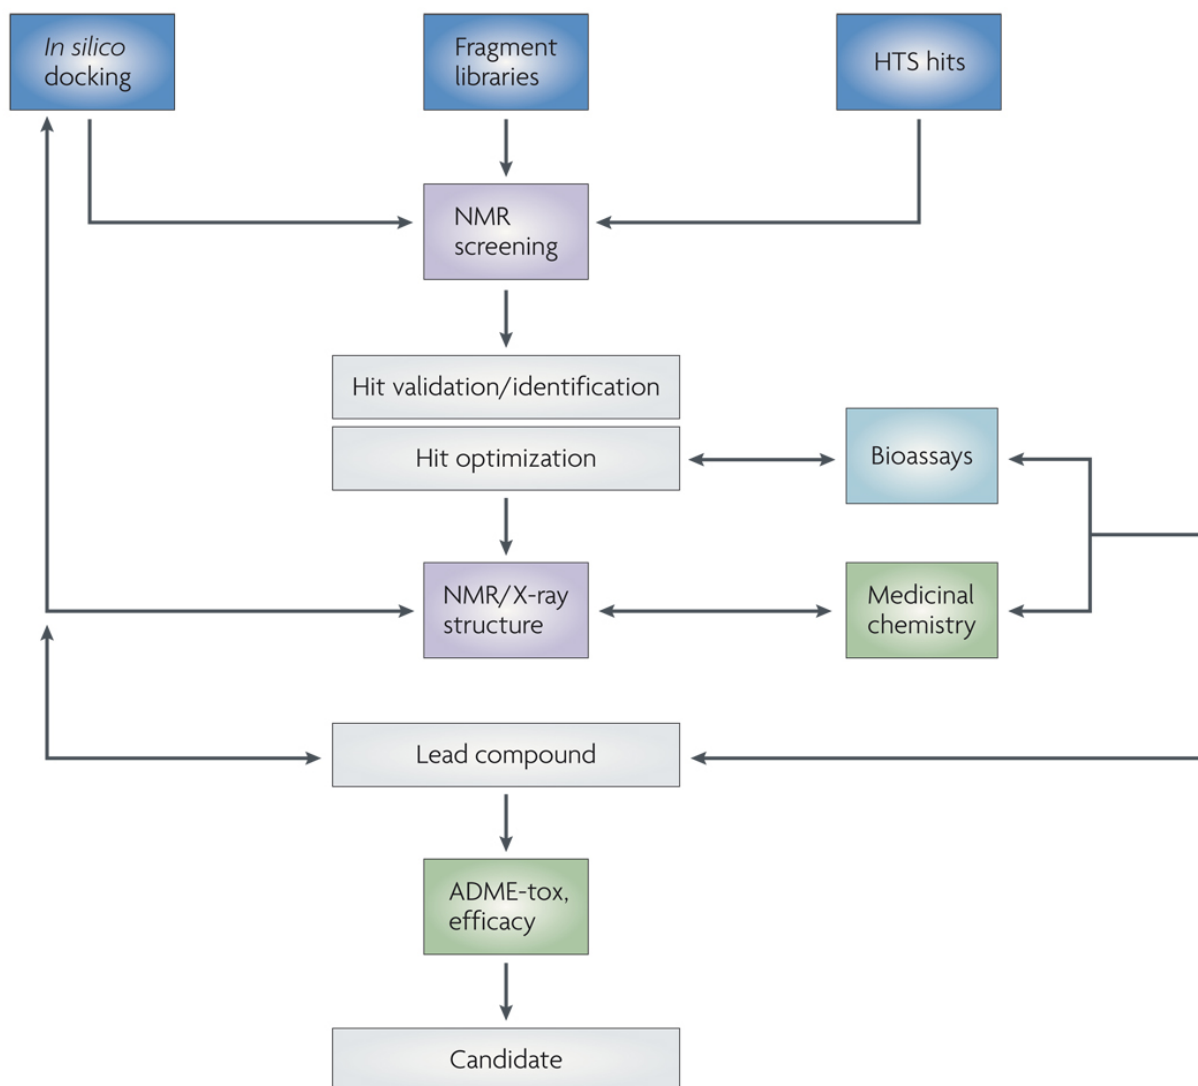 In silico
docking
Fragment
libraries
HTS hits
NMR
screening
Hit validation/identification
Hit optimization
Bioassays
NMR/X-ray
structure
Medicinal
chemistry
Lead compound
ADME-tox,
efficacy
Candidate